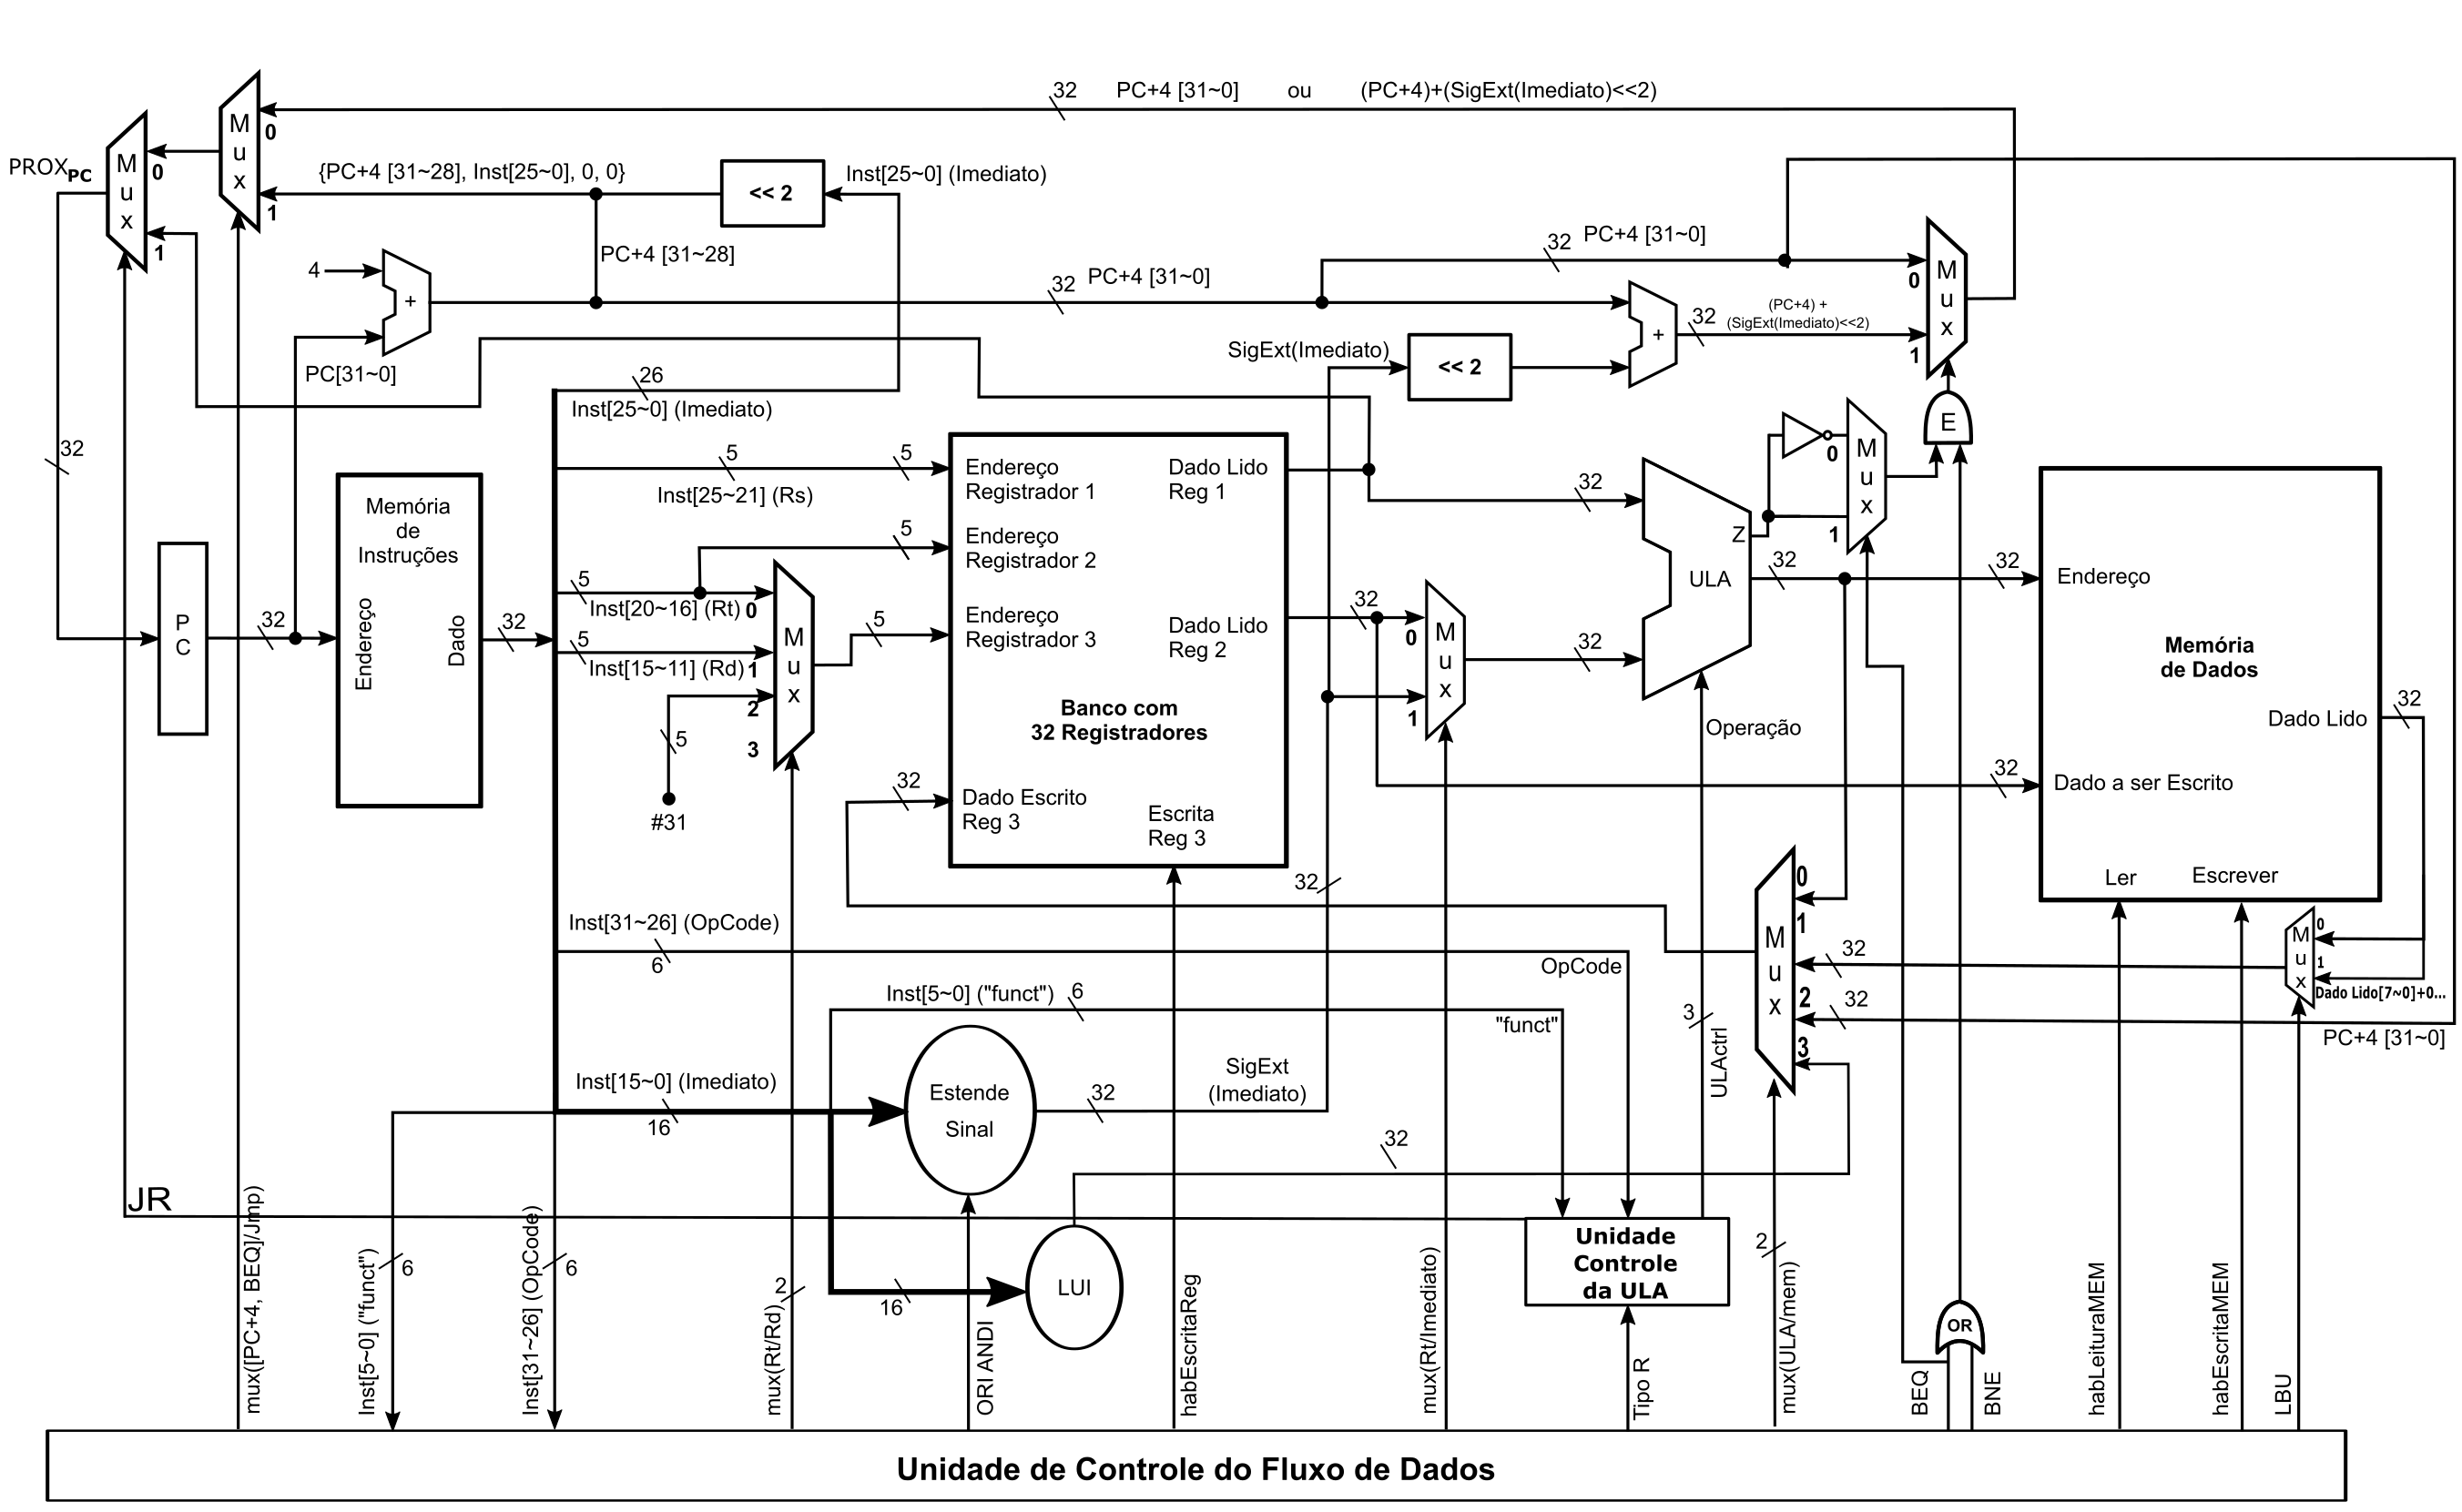 32
PC+4 [31~0]
ou
(PC+4)+(SigExt(Imediato)<<2)
M
u
x
0
1
M
u
x
0
1
PROXPC
{PC+4 [31~28], Inst[25~0], 0, 0}
<< 2
Inst[25~0] (Imediato)
PC+4 [31~28]
4
+
PC[31~0]
32
PC+4 [31~0]
32
PC+4 [31~0]
M
u
x
0
1
+
32
(PC+4) +
(SigExt(Imediato)<<2)
SigExt(Imediato)
<< 2
26
Inst[25~0] (Imediato)
32
5
5
Inst[25~21] (Rs)
5
5
Inst[20~16] (Rt)
0
5
Inst[15~11] (Rd)
1
2
3
5
#31
M
u
x
5
P
C
32
Memória
de
Instruções
Endereço
Dado
32
Endereço
Registrador 1
Dado Lido
Reg 1
Endereço
Registrador 2
Endereço
Registrador 3
Dado Lido
Reg 2
Banco com
32 Registradores
Dado Escrito
Reg 3
Escrita
Reg 3
32
32
32
0
1
M
u
x
32
32
Z
ULA
Operação
M
u
x
0
1
E
32
32
32
Endereço
Memória
de Dados
Dado Lido
Dado a ser Escrito
Ler
Escrever
32
M
u
x
0
1
Dado Lido[7~0]+0...
M
u
x
0
1
2
3
32
32
PC+4 [31~0]
Inst[31~26] (OpCode)
6
OpCode
Inst[5~0] ("funct")
6
"funct"
3
ULActrl
Inst[15~0] (Imediato)
16
Estende
Sinal
32
SigExt
(Imediato)
32
LUI
16
JR
Unidade
Controle
da ULA
mux([PC+4, BEQ]/Jmp)
Inst[5~0] ("funct")
6
Inst[31~26] (OpCode)
6
mux(Rt/Rd)
2
ORI ANDI
habEscritaReg
mux(Rt/Imediato)
Tipo R
2
mux(ULA/mem)
BEQ
OR
BNE
habLeituraMEM
habEscritaMEM
LBU
Unidade de Controle do Fluxo de Dados